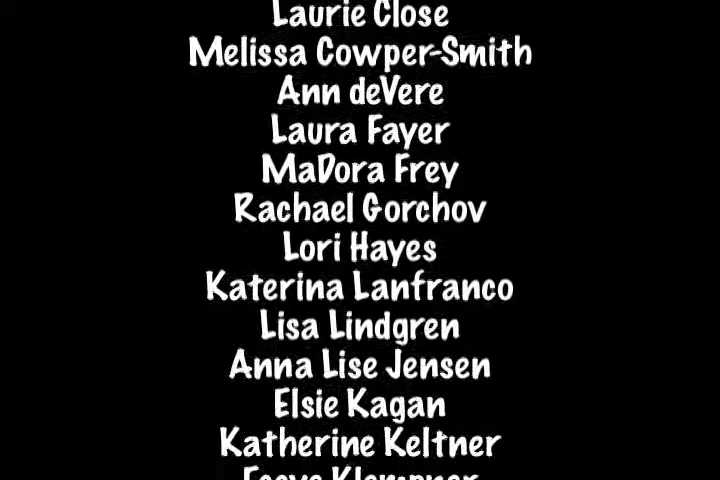 Laurie Close
Melissa Cowper-Smith
Ann deVere
Laura Fayer
MaDora Frey
Rachael Gorchov
Lori Hayes
Katerina Lanfranco
Lisa Lindgren
Anna Lise Jensen
Elsie Kagan
Katherine Keltner